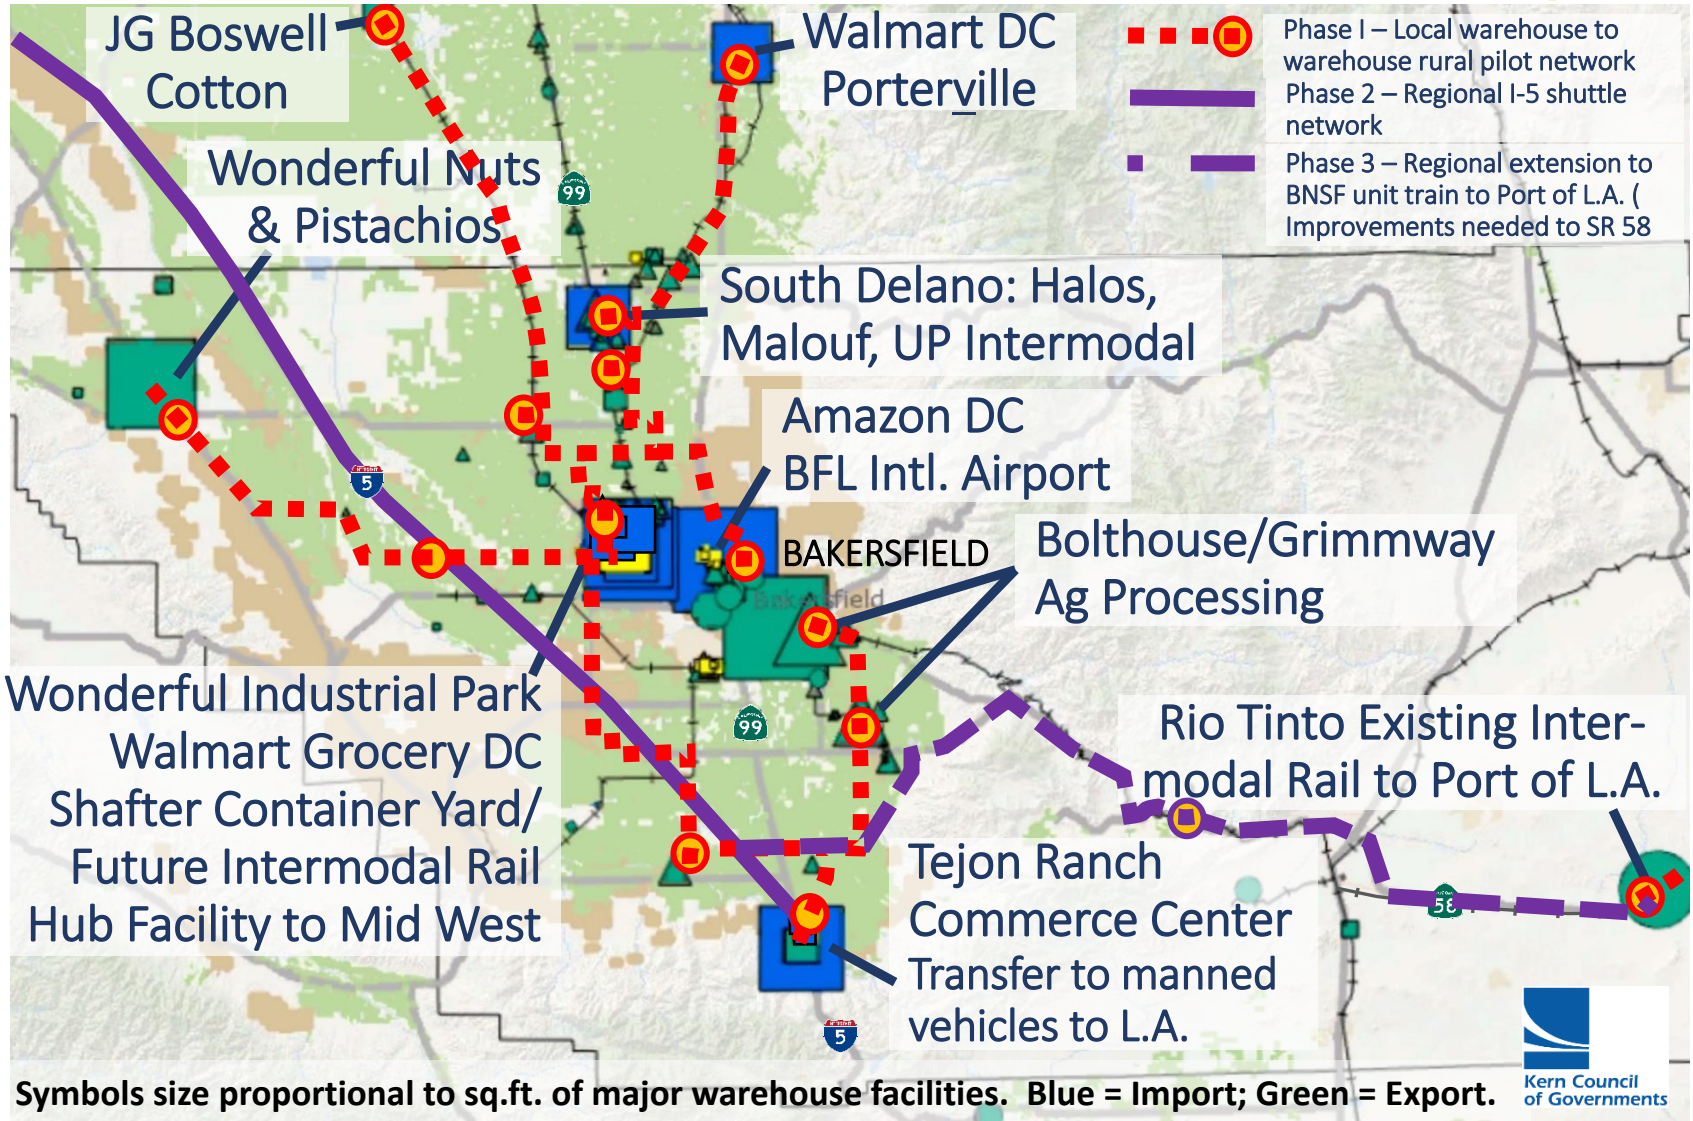 JG Boswell
Cotton
Walmart DC
Porterville
Phase I – Local warehouse to
warehouse rural pilot network
Phase 2 – Regional I-5 shuttle
network
Phase 3 – Regional extension to
BNSF unit train to Port of L.A. (
Improvements needed to SR 58
Wonderful Nuts
& Pistachios
99
South Delano: Halos,
Malouf, UP Intermodal
Amazon DC
BFL Intl. Airport
5
BAKERSFIELD
Bakersfield
Bolthouse/Grimmway
Ag Processing
Wonderful Industrial Park
Walmart Grocery DC
Shafter Container Yard/
Future Intermodal Rail
Hub Facility to Mid West
99
Rio Tinto Existing Inter-
modal Rail to Port of L.A.
Tejon Ranch
Commerce Center
Transfer to manned
vehicles to L.A.
58
5
Symbols size proportional to sq.ft. of major warehouse facilities.  Blue = Import; Green = Export.
Kern Council
of Governments